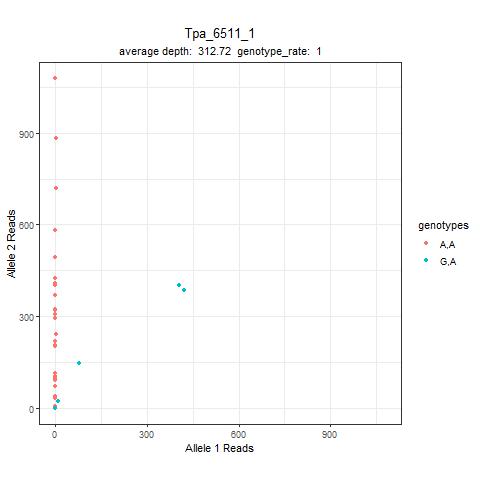 Tpa_6511_1
average depth: 312.72 genotype_rate: 1
900
600
300
0
Allele 2 Reads
0 300 600 900
Allele 1 Reads
genotypes
A,A
G,A